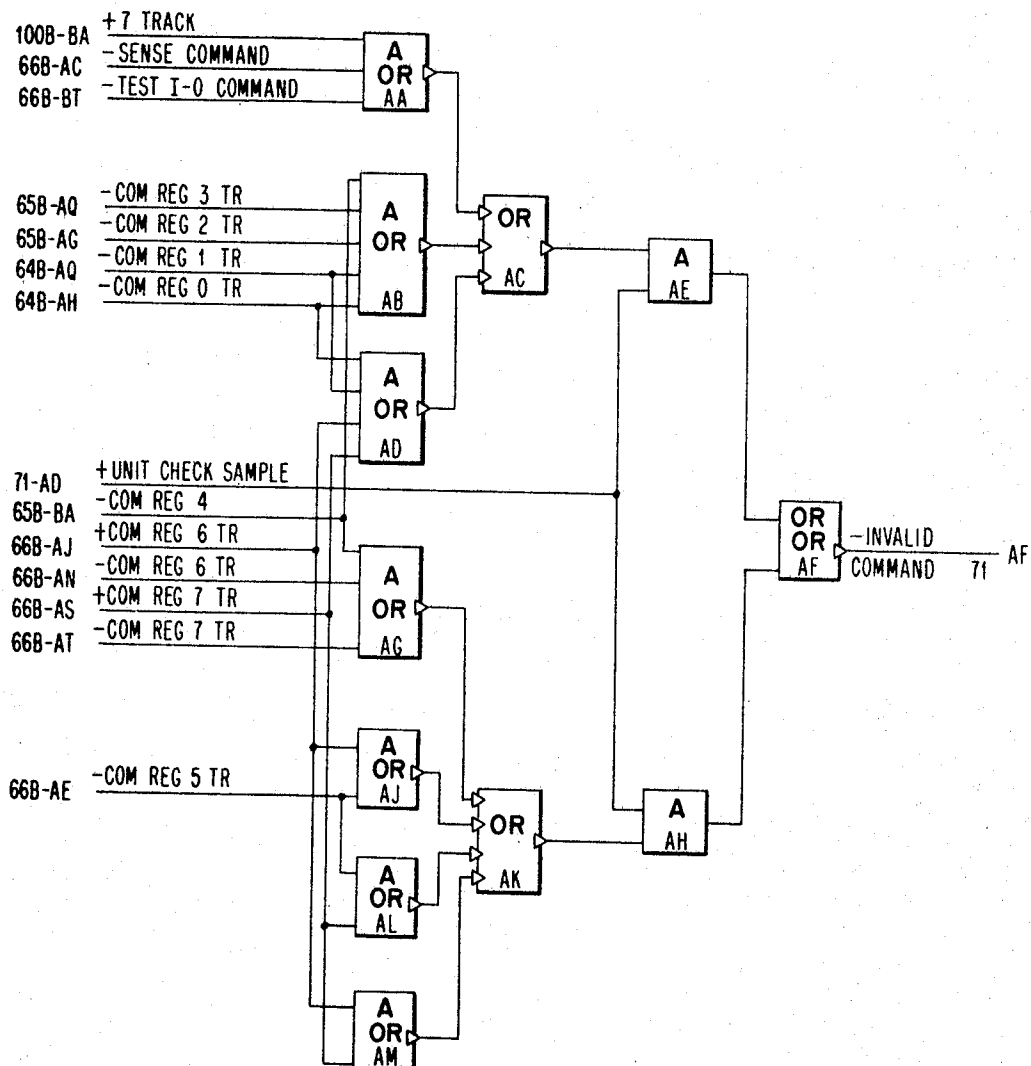 100B-BA +7 TRACK
66B-AC -SENSE COMMAND
66B-BT -TEST I-O COMMAND
A
OR
AA
65B-AQ -COM REG 3 TR
65B-AG -COM REG 2 TR
64B-AQ -COM REG 1 TR
64B-AH -COM REG 0 TR
A
OR
AB
OR
AC
A
AE
A
OR
AD
71-AD +UNIT CHECK SAMPLE
65B-BA -COM REG 4
66B-AJ +COM REG 6 TR
66B-AN -COM REG 6 TR
66B-AS +COM REG 7 TR
66B-AT -COM REG 7 TR
A
OR
AG
OR
OR
AF
-INVALID
COMMAND 71 AF
66B-AE -COM REG 5 TR
A
OR
AJ
OR
AK
A
AH
A
OR
AL
A
OR
AM